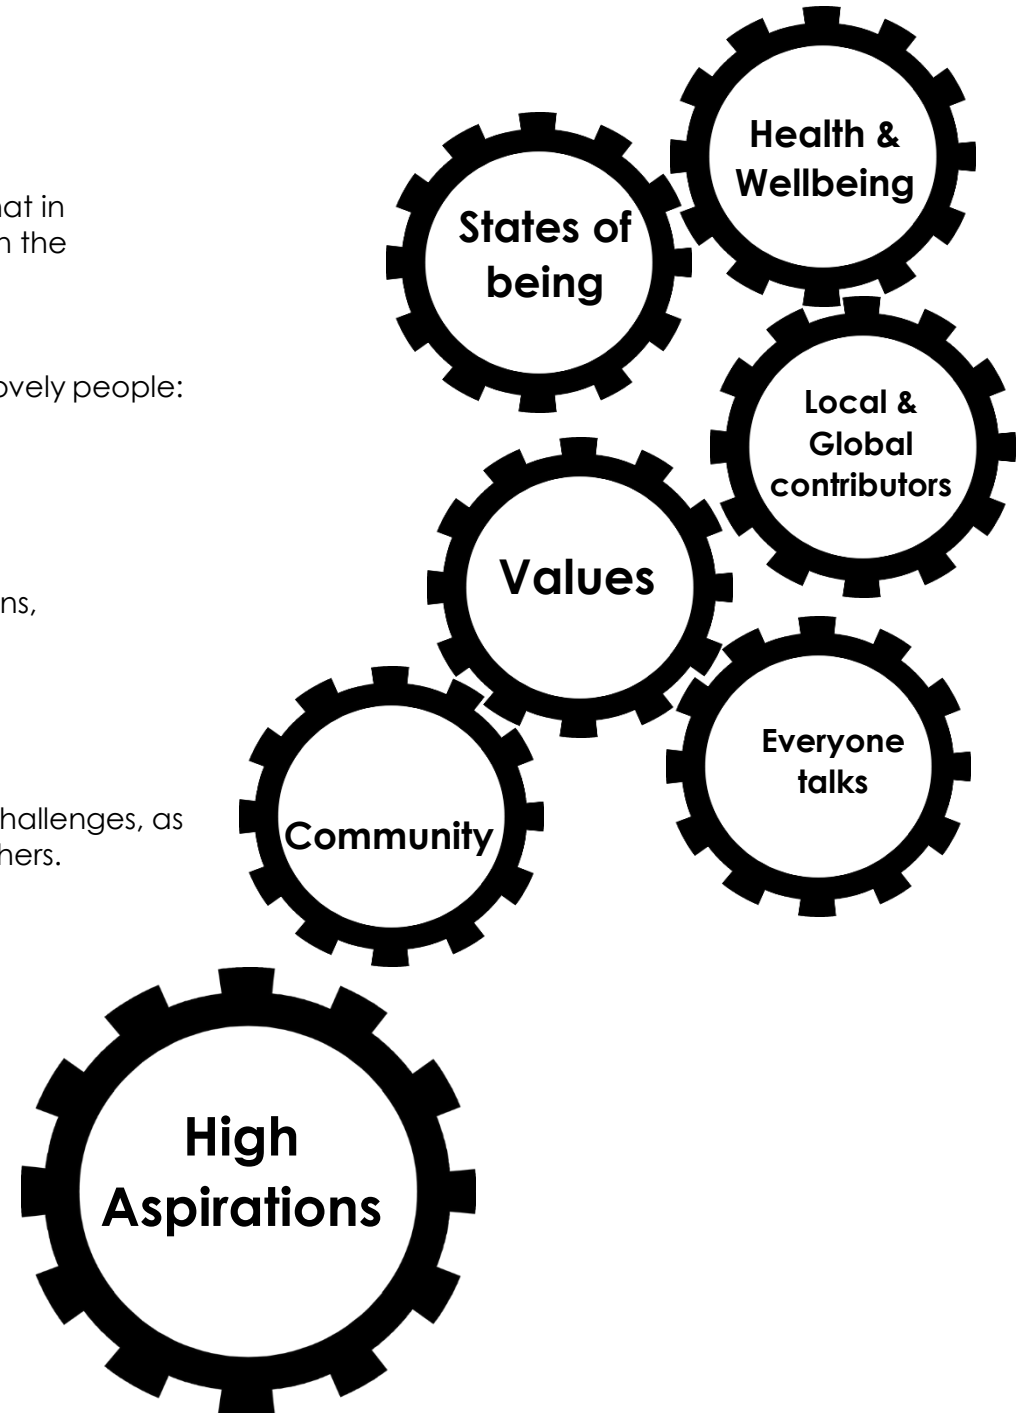 hat in
n the
ovely people:
ns,
hallenges, as
hers.
Health &
Wellbeing
States of
being
Local &
Global
contributors
Values
Everyone
talks
Community
High
Aspirations